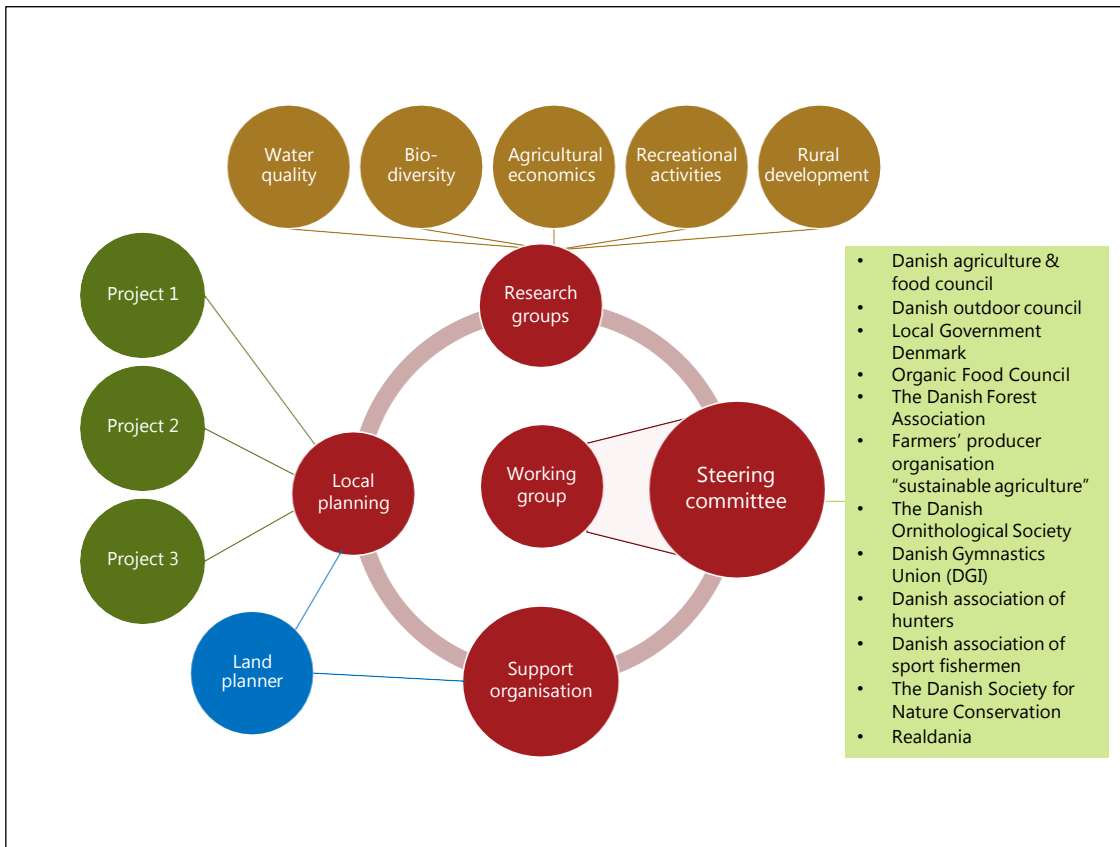 Water
quality
Bio-
diversity
Agricultural
economics
Recreational
activities
Rural
development
Project 1
Project 2
Project 3
Research
groups
Local
planning
Working
group
Steering
committee
Land
planner
Support
organisation
• Danish agriculture &
food council
• Danish outdoor council
• Local Government
Denmark
• Organic Food Council
• The Danish Forest
Association
• Farmers’ producer
organisation
“sustainable agriculture”
• The Danish
Ornithological Society
• Danish Gymnastics
Union (DGI)
• Danish association of
hunters
• Danish association of
sport fishermen
• The Danish Society for
Nature Conservation
• Realdania